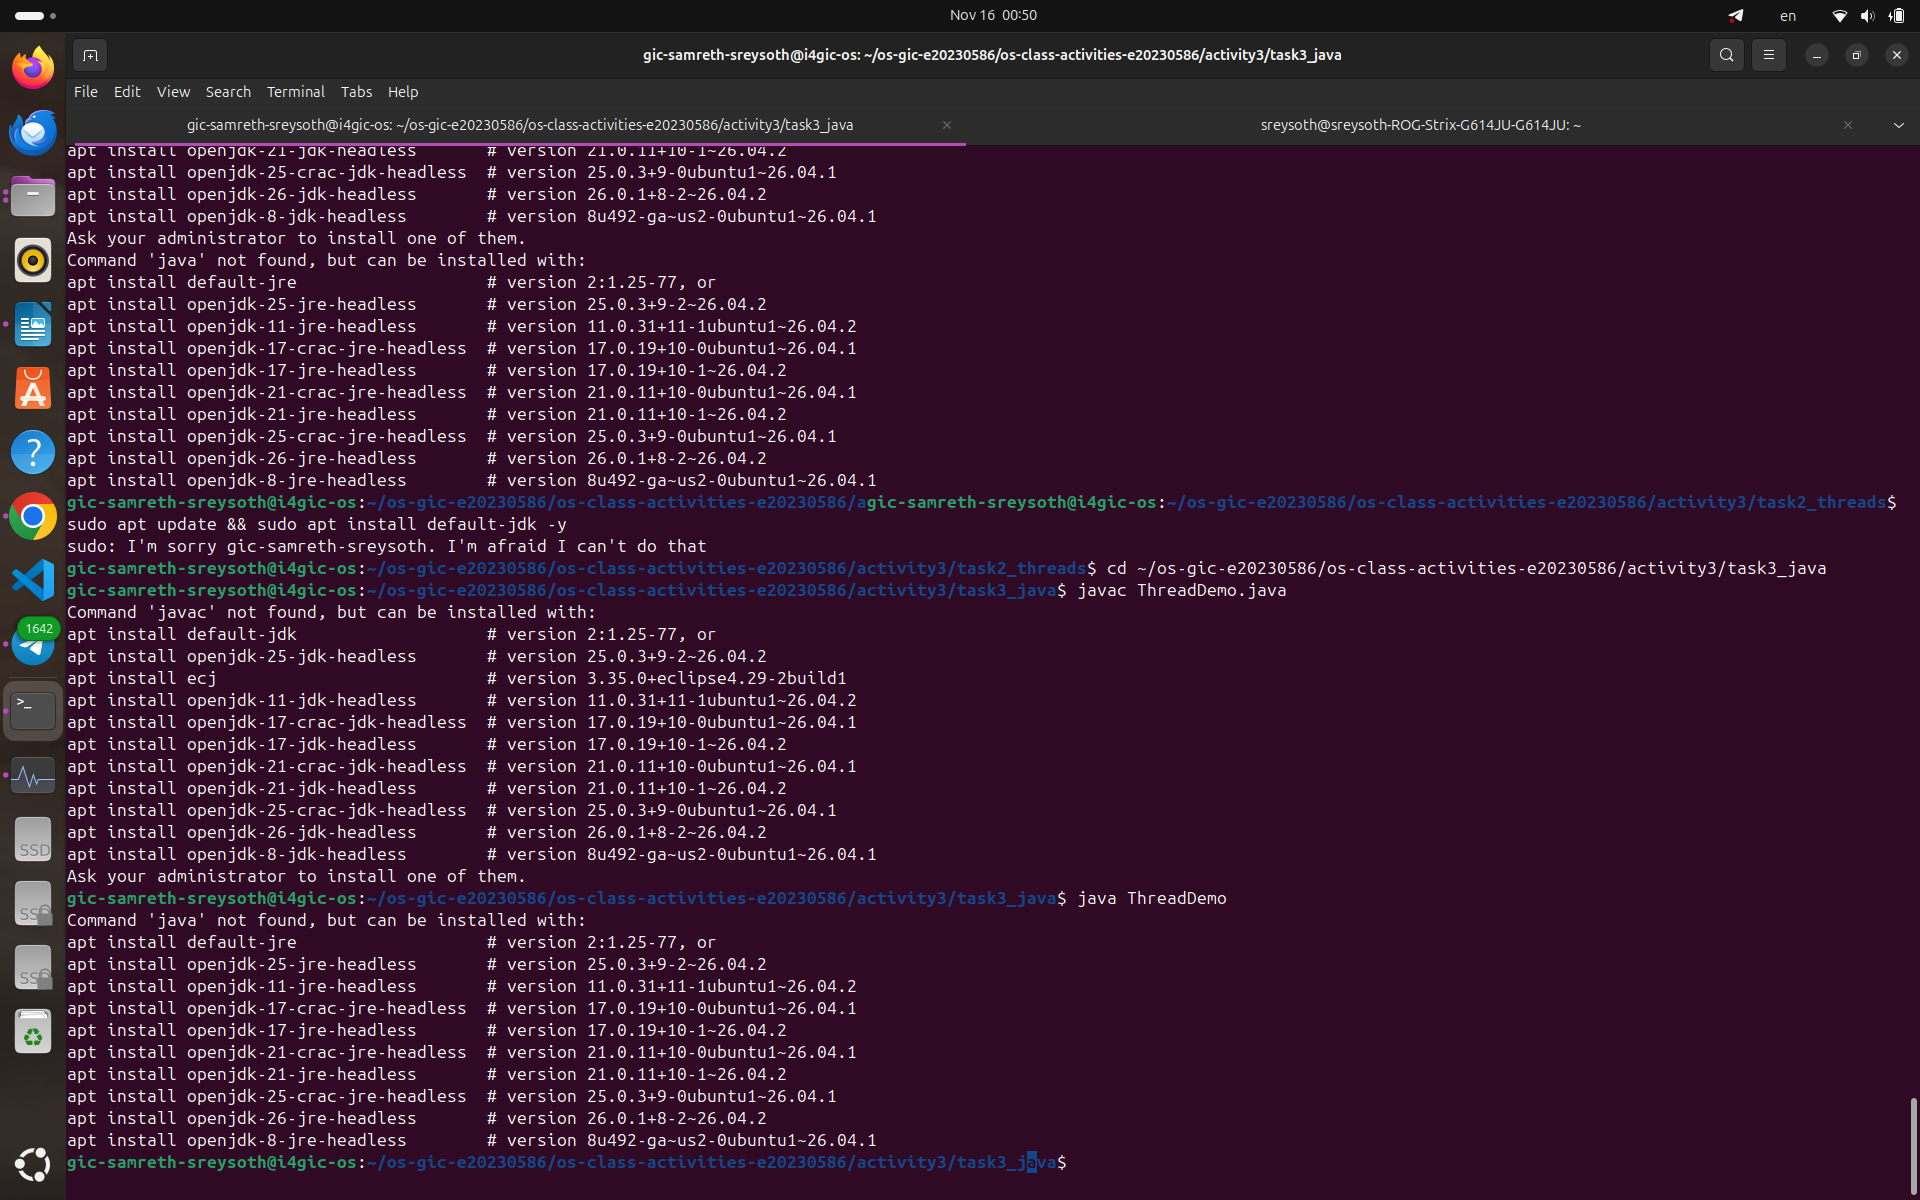 Nov 16 00:50
en
gic-samreth-sreysoth@i4gic-os: ~/os-gic-e20230586/os-class-activities-e20230586/activity3/task3_java
File Edit View Search Terminal Tabs Help
gic-samreth-sreysoth@i4gic-os: ~/os-gic-e20230586/os-class-activities-e20230586/activity3/task3_java
sreysoth@sreysoth-ROG-Strix-G614JU-G614JU: ~
apt install openjdk-21-jdk-headless # version 21.0.11+10-1~26.04.2
apt install openjdk-25-crac-jdk-headless # version 25.0.3+9-0ubuntu1~26.04.1
apt install openjdk-26-jdk-headless # version 26.0.1+8-2~26.04.2
apt install openjdk-8-jdk-headless # version 8u492-ga~us2-0ubuntu1~26.04.1
Ask your administrator to install one of them.
Command 'java' not found, but can be installed with:
apt install default-jre # version 2:1.25-77, or
apt install openjdk-25-jre-headless # version 25.0.3+9-2~26.04.2
apt install openjdk-11-jre-headless # version 11.0.31+11-1ubuntu1~26.04.2
apt install openjdk-17-crac-jre-headless # version 17.0.19+10-0ubuntu1~26.04.1
apt install openjdk-17-jre-headless # version 17.0.19+10-1~26.04.2
apt install openjdk-21-crac-jre-headless # version 21.0.11+10-0ubuntu1~26.04.1
apt install openjdk-21-jre-headless # version 21.0.11+10-1~26.04.2
apt install openjdk-25-crac-jre-headless # version 25.0.3+9-0ubuntu1~26.04.1
apt install openjdk-26-jre-headless # version 26.0.1+8-2~26.04.2
apt install openjdk-8-jre-headless # version 8u492-ga~us2-0ubuntu1~26.04.1
gic-samreth-sreysoth@i4gic-os:~/os-gic-e20230586/os-class-activities-e20230586/agic-samreth-sreysoth@i4gic-os:~/os-gic-e20230586/os-class-activities-e20230586/activity3/task2_threads$
sudo apt update && sudo apt install default-jdk -y
sudo: I'm sorry gic-samreth-sreysoth. I'm afraid I can't do that
gic-samreth-sreysoth@i4gic-os:~/os-gic-e20230586/os-class-activities-e20230586/activity3/task2_threads$ cd ~/os-gic-e20230586/os-class-activities-e20230586/activity3/task3_java
gic-samreth-sreysoth@i4gic-os:~/os-gic-e20230586/os-class-activities-e20230586/activity3/task3_java$ javac ThreadDemo.java
Command 'javac' not found, but can be installed with:
apt install default-jdk # version 2:1.25-77, or
apt install openjdk-25-jdk-headless # version 25.0.3+9-2~26.04.2
apt install ecj # version 3.35.0+eclipse4.29-2build1
apt install openjdk-11-jdk-headless # version 11.0.31+11-1ubuntu1~26.04.2
apt install openjdk-17-crac-jdk-headless # version 17.0.19+10-0ubuntu1~26.04.1
apt install openjdk-17-jdk-headless # version 17.0.19+10-1~26.04.2
apt install openjdk-21-crac-jdk-headless # version 21.0.11+10-0ubuntu1~26.04.1
apt install openjdk-21-jdk-headless # version 21.0.11+10-1~26.04.2
apt install openjdk-25-crac-jdk-headless # version 25.0.3+9-0ubuntu1~26.04.1
apt install openjdk-26-jdk-headless # version 26.0.1+8-2~26.04.2
apt install openjdk-8-jdk-headless # version 8u492-ga~us2-0ubuntu1~26.04.1
Ask your administrator to install one of them.
gic-samreth-sreysoth@i4gic-os:~/os-gic-e20230586/os-class-activities-e20230586/activity3/task3_java$ java ThreadDemo
Command 'java' not found, but can be installed with:
apt install default-jre # version 2:1.25-77, or
apt install openjdk-25-jre-headless # version 25.0.3+9-2~26.04.2
apt install openjdk-11-jre-headless # version 11.0.31+11-1ubuntu1~26.04.2
apt install openjdk-17-crac-jre-headless # version 17.0.19+10-0ubuntu1~26.04.1
apt install openjdk-17-jre-headless # version 17.0.19+10-1~26.04.2
apt install openjdk-21-crac-jre-headless # version 21.0.11+10-0ubuntu1~26.04.1
apt install openjdk-21-jre-headless # version 21.0.11+10-1~26.04.2
apt install openjdk-25-crac-jre-headless # version 25.0.3+9-0ubuntu1~26.04.1
apt install openjdk-26-jre-headless # version 26.0.1+8-2~26.04.2
apt install openjdk-8-jre-headless # version 8u492-ga~us2-0ubuntu1~26.04.1
gic-samreth-sreysoth@i4gic-os:~/os-gic-e20230586/os-class-activities-e20230586/activity3/task3_java$
1642
SSD